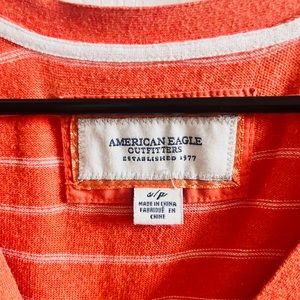 AMERICAN EAGLE
OUTFITTERS
ESTABLISHED 1977
S/P
MADE IN CHINA
FABRIQUÉ EN
CHINE